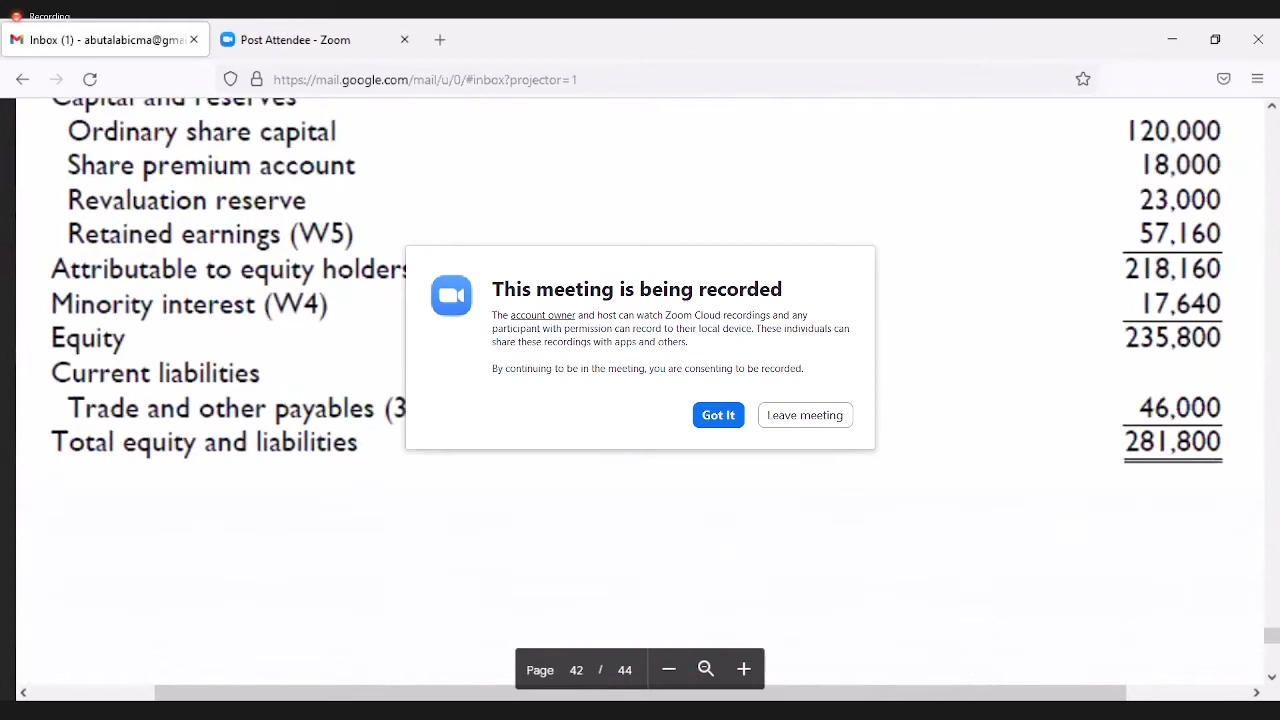 Recording
Inbox (1) - abutalabicma@gmai
Post Attendee - Zoom
https://mail.google.com/mail/u/0/#inbox?projector=1
Capital and reserves
Ordinary share capital 120,000
Share premium account 18,000
Revaluation reserve 23,000
Retained earnings (W5) 57,160
Attributable to equity holders 218,160
Minority interest (W4) 17,640
Equity 235,800
Current liabilities
Trade and other payables (3 46,000
Total equity and liabilities 281,800
This meeting is being recorded
The account owner and host can watch Zoom Cloud recordings and any
participant with permission can record to their local device. These individuals can
share these recordings with apps and others.
By continuing to be in the meeting, you are consenting to be recorded.
Got It Leave meeting
Page 42 / 44